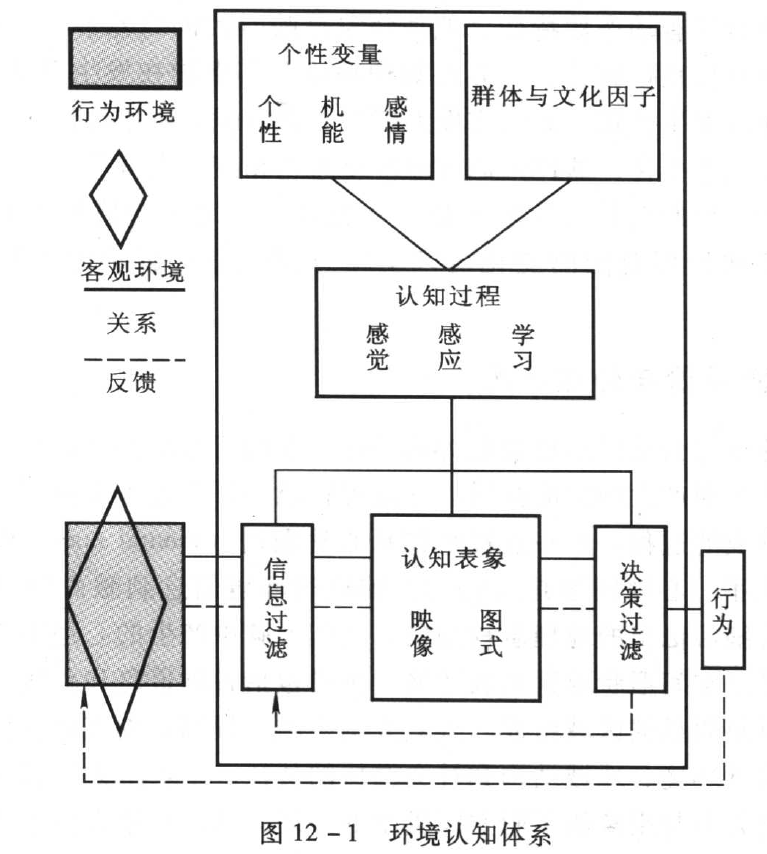 行为环境
客观环境
关系
反馈
个性变量
个性 机能 感情
群体与文化因子
认知过程
感觉 感应 学习
信息过滤
认知表象
映像 图式
决策过滤
行为
图 12-1 环境认知体系